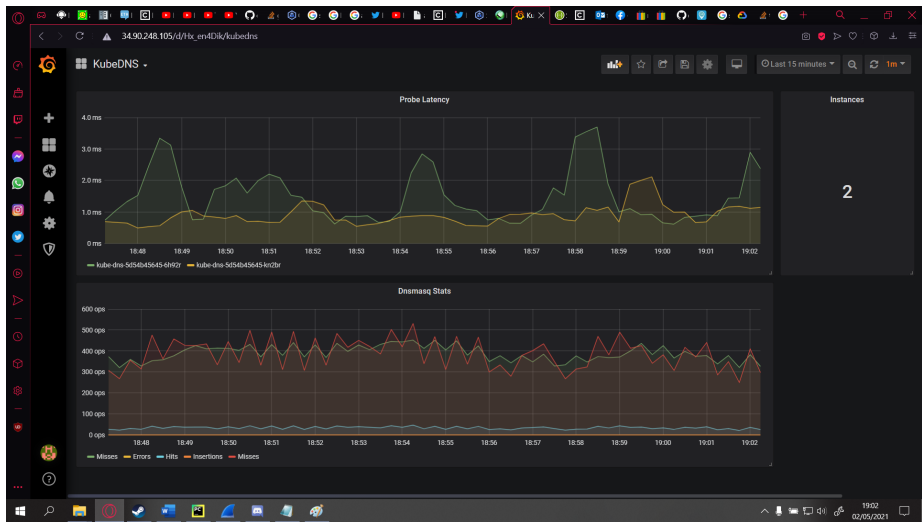 34.90.248.105/d/Hx_en4Dik/kubedns
KubeDNS
Last 15 minutes
1m
Probe Latency
4.0 ms
3.0 ms
2.0 ms
1.0 ms
0 ms
18:48 18:49 18:50 18:51 18:52 18:53 18:54 18:55 18:56 18:57 18:58 18:59 19:00 19:01 19:02
kube-dns-5d54b45645-6h92r kube-dns-5d54b45645-kn2br
Instances
2
Dnsmasq Stats
600 ops
500 ops
400 ops
300 ops
200 ops
100 ops
0 ops
18:48 18:49 18:50 18:51 18:52 18:53 18:54 18:55 18:56 18:57 18:58 18:59 19:00 19:01 19:02
Misses Errors Hits Insertions Misses
19:02
02/05/2021